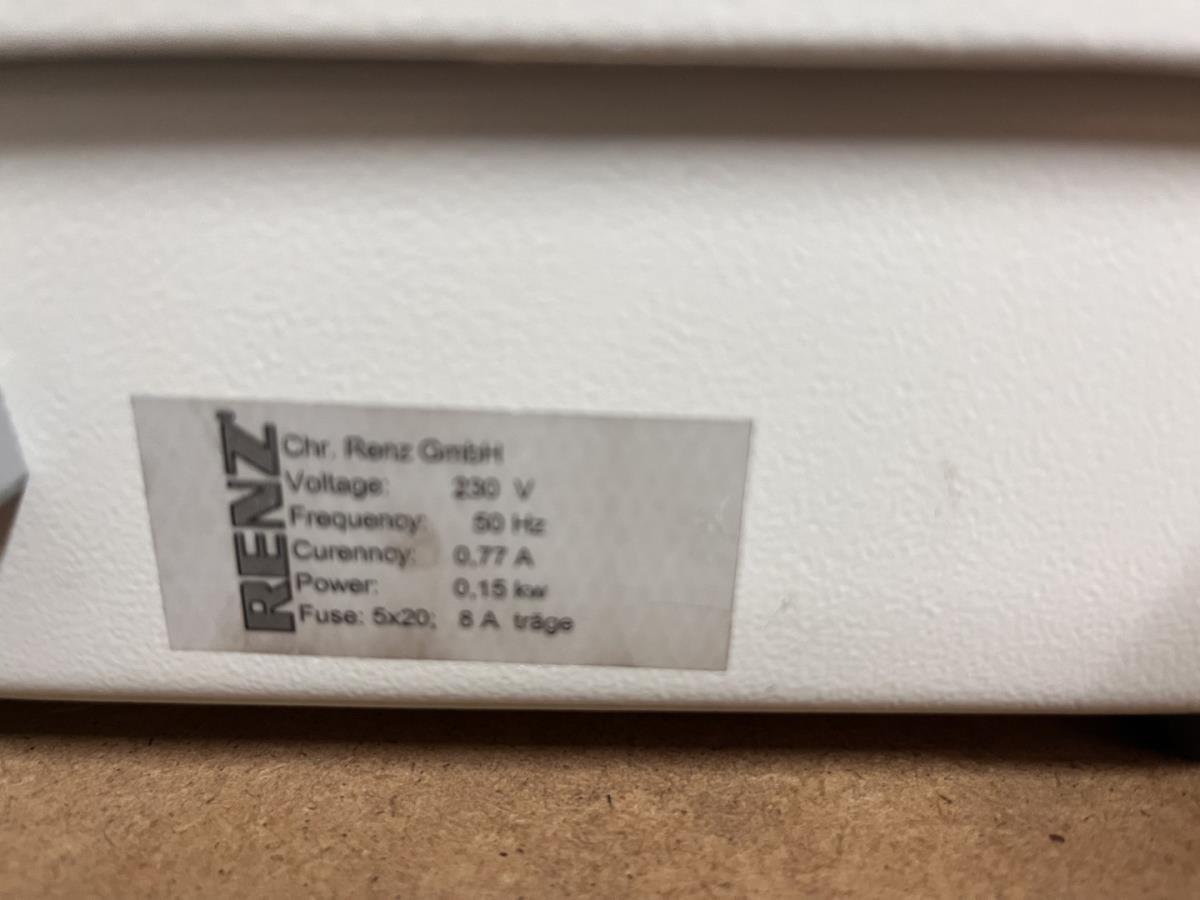 RENZ
Chr. Renz GmbH
Voltage: 230 V
Frequency: 50 Hz
Curenncy: 0,77 A
Power: 0,15 kw
Fuse: 5x20; 8 A träge